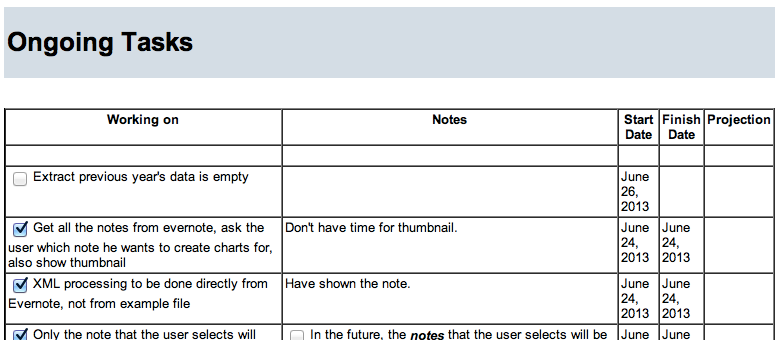 Ongoing Tasks
Working on Notes Start Date Finish Date Projection
Extract previous year's data is empty
June 26, 2013
Get all the notes from evernote, ask the
user which note he wants to create charts for,
also show thumbnail
Don't have time for thumbnail.
June 24, 2013
June 24, 2013
XML processing to be done directly from
Evernote, not from example file
Have shown the note.
June 24, 2013
June 24, 2013
Only the note that the user selects will
In the future, the notes that the user selects will be
June
June